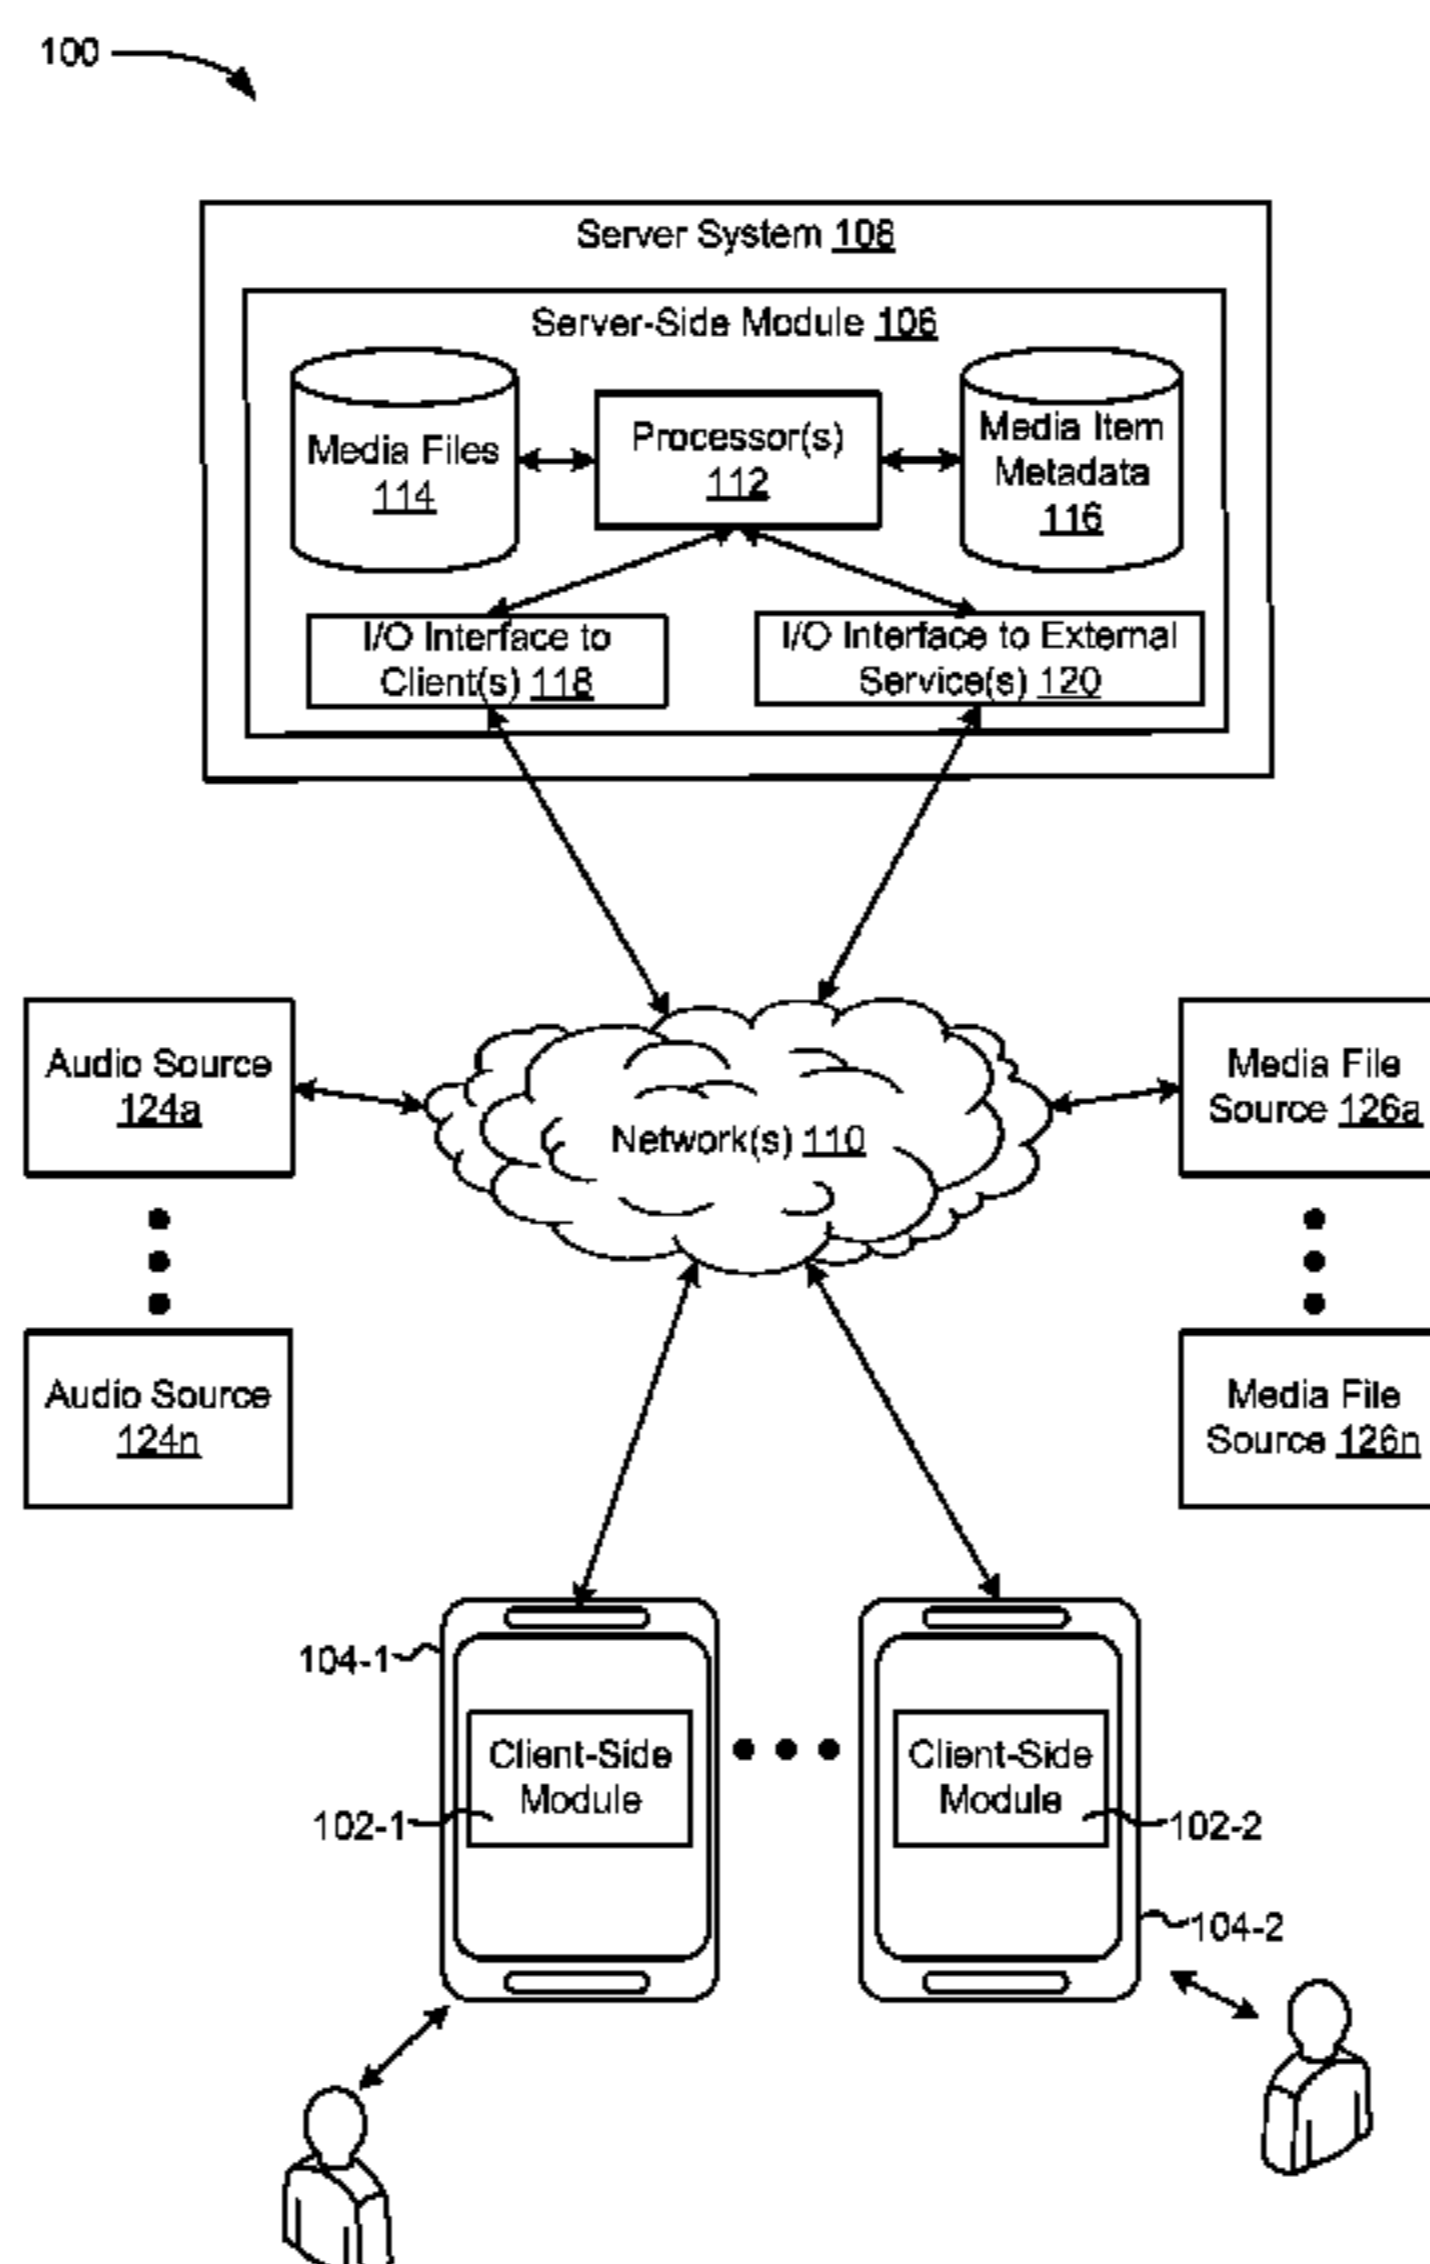 100
Server System 108
Server-Side Module 106
Media Files
114
Processor(s)
112
Media Item
Metadata
116
I/O Interface to
Client(s) 118
I/O Interface to External
Service(s) 120
Audio Source
124a
Network(s) 110
Media File
Source 126a
Audio Source
124n
Media File
Source 126n
104-1
Client-Side
Module
102-1
Client-Side
Module
102-2
104-2